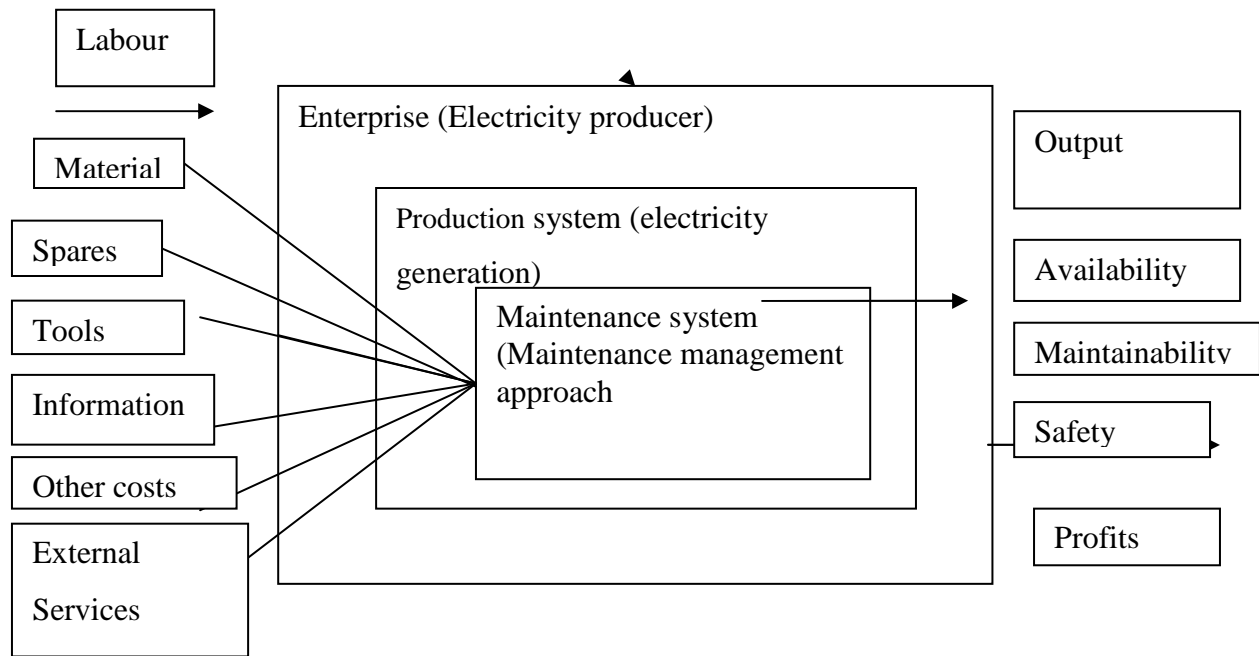 Labour
Material
Spares
Tools
Information
Other costs
External
Services
Enterprise (Electricity producer)
Production system (electricity
generation)
Maintenance system
(Maintenance management
approach
Output
Availability
Maintainability
Safety
Profits